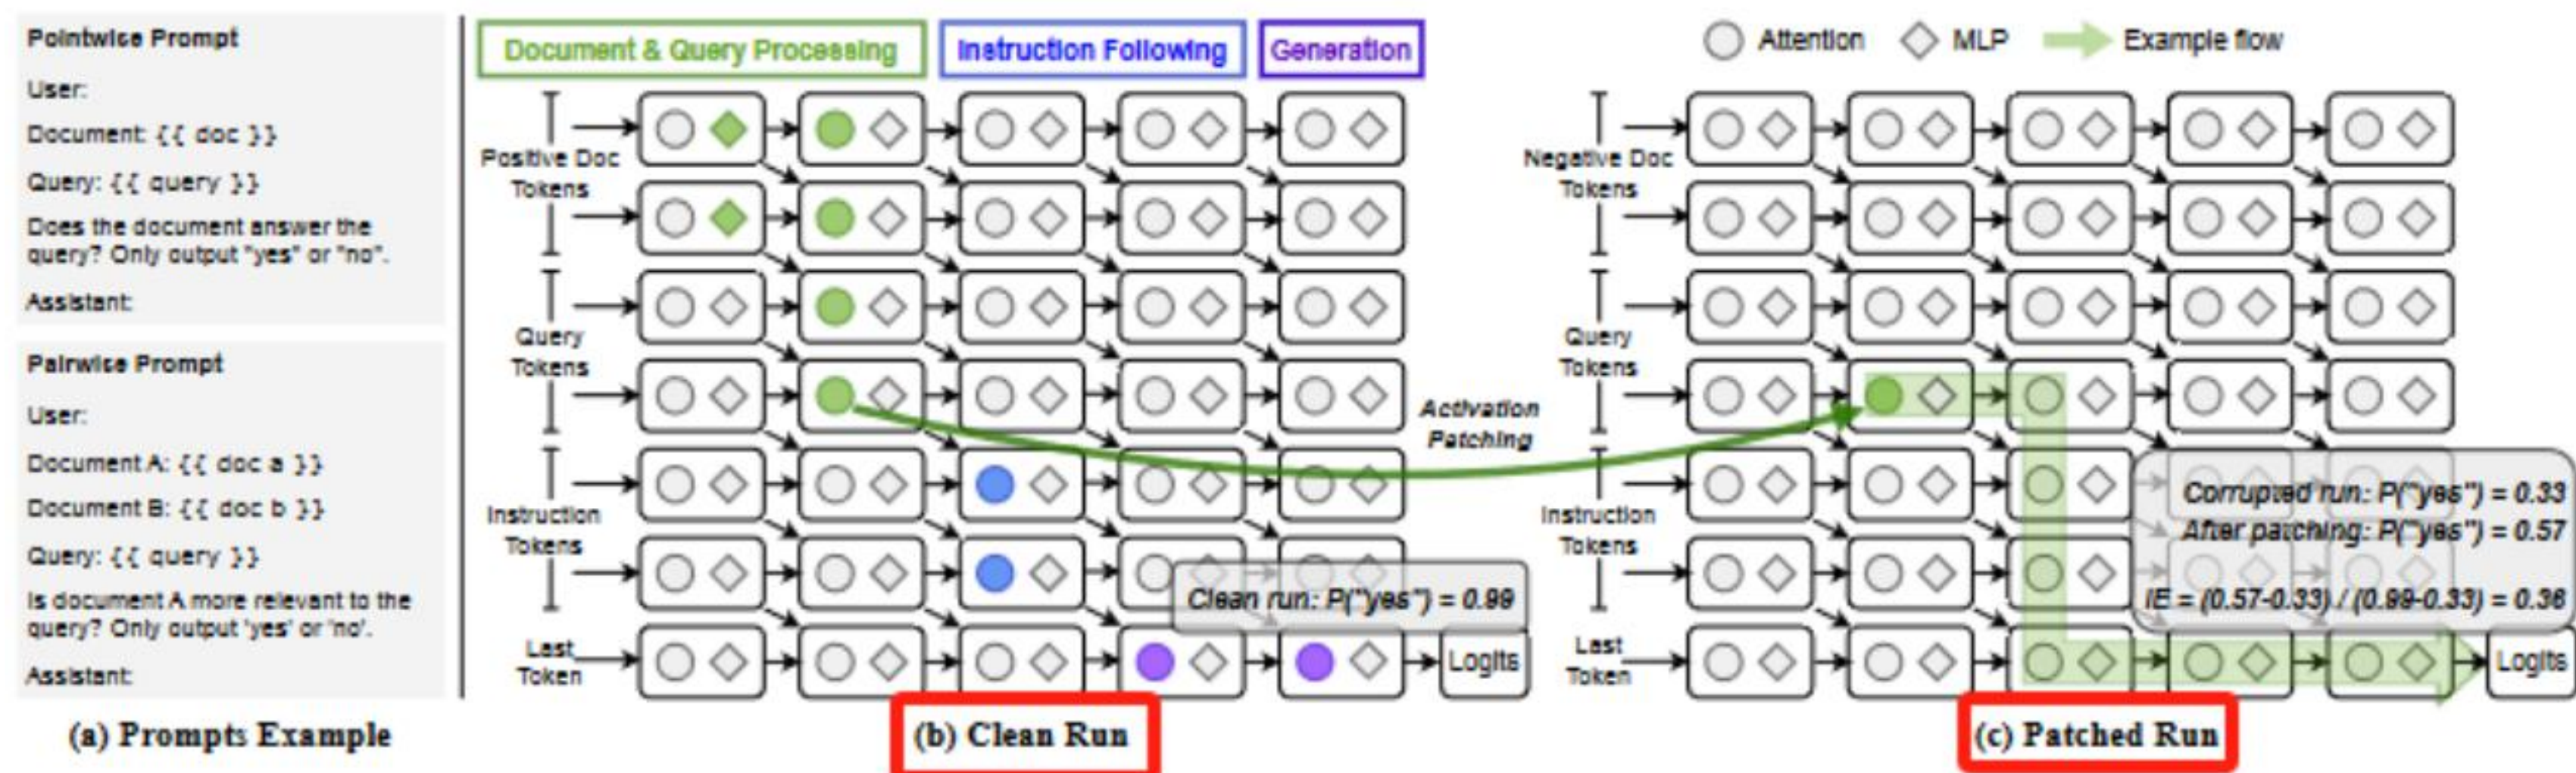 Pointwise Prompt
User:
Document: {{ doc }}
Query: {{ query }}
Does the document answer the
query? Only output "yes" or "no".
Assistant:
Pairwise Prompt
User:
Document A: {{ doc a }}
Document B: {{ doc b }}
Query: {{ query }}
Is document A more relevant to the
query? Only output 'yes' or 'no'.
Assistant:
(a) Prompts Example
Document & Query Processing
Instruction Following
Generation
Positive Doc
Tokens
Query
Tokens
Instruction
Tokens
Last
Token
Clean run: P("yes") = 0.99
Logits
(b) Clean Run
Activation
Patching
Attention
MLP
Example flow
Negative Doc
Tokens
Query
Tokens
Instruction
Tokens
Last
Token
Corrupted run: P("yes") = 0.33
After patching: P("yes") = 0.57
IE = (0.57-0.33) / (0.99-0.33) = 0.36
Logits
(c) Patched Run